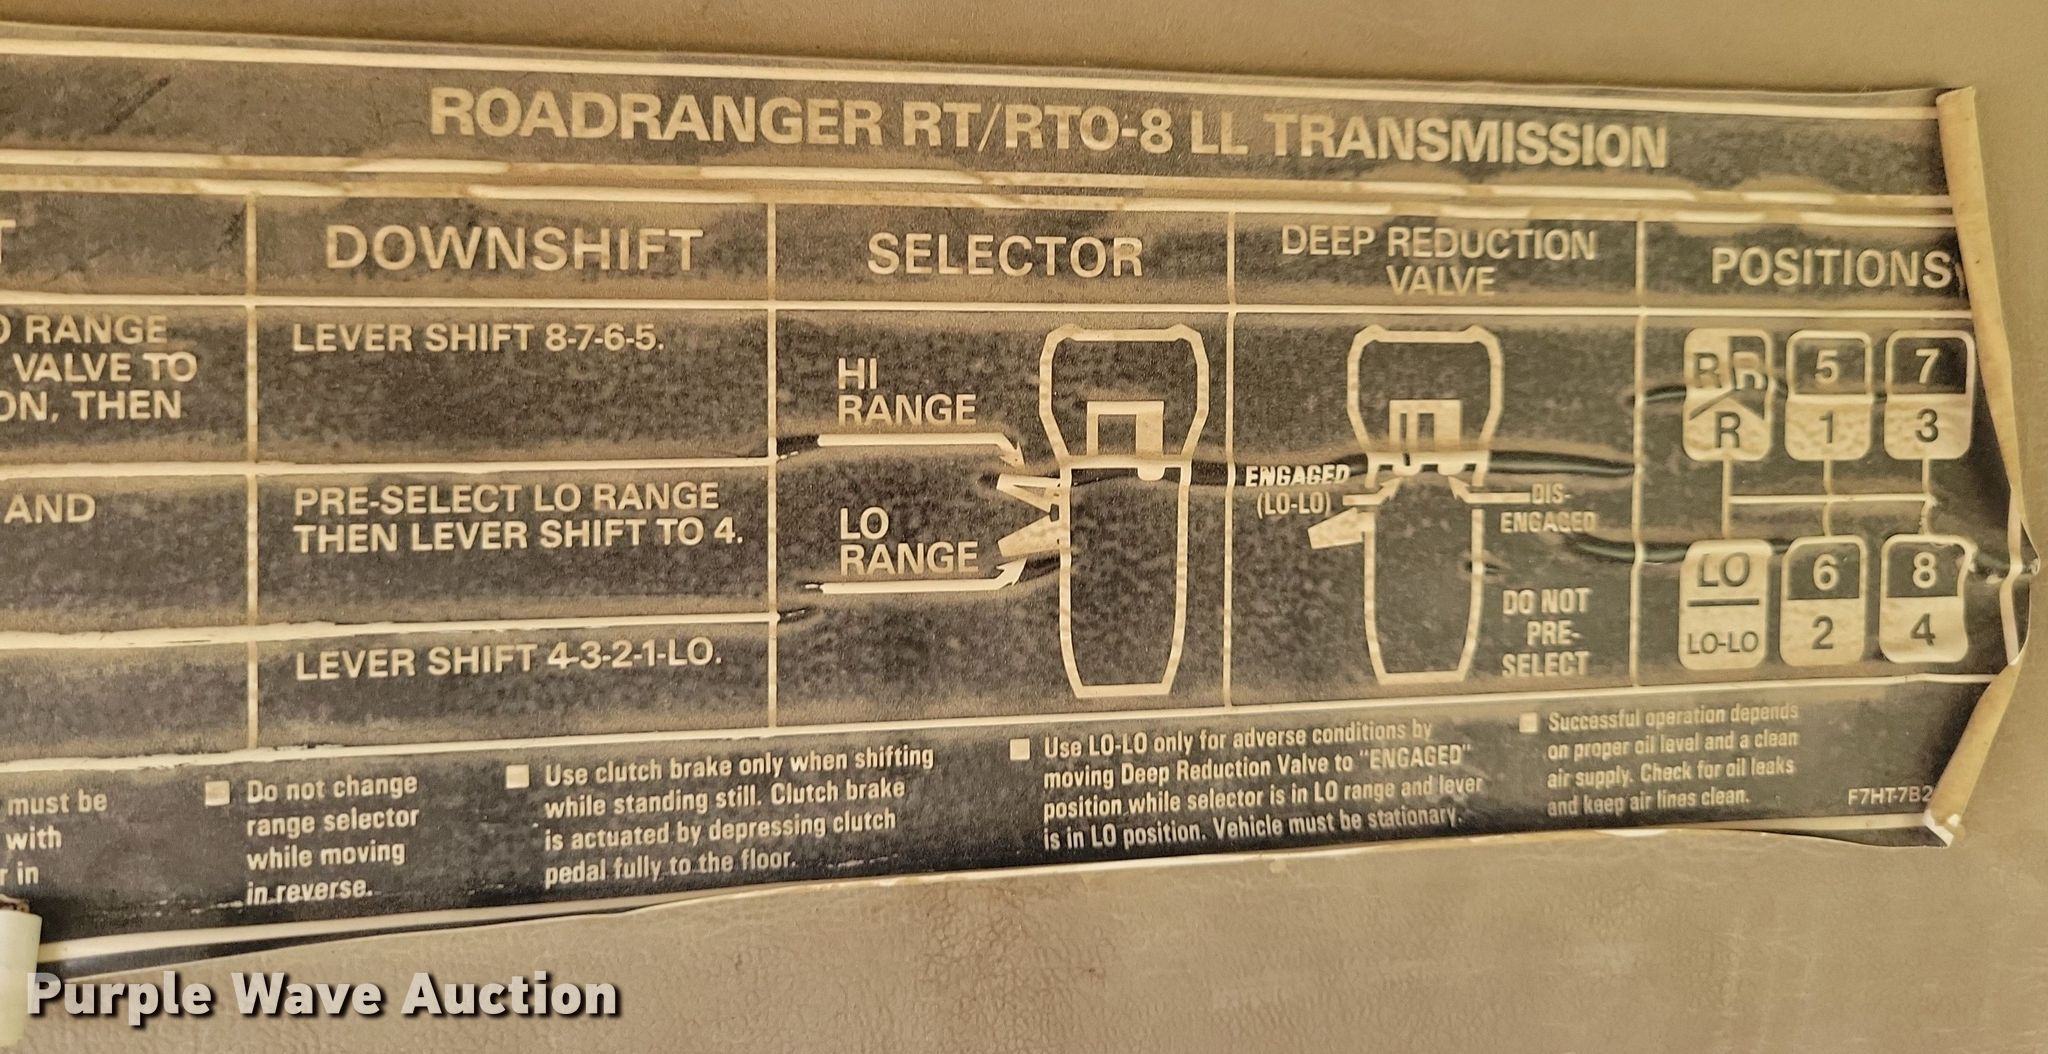 ROADRANGER RT/RTO-8 LL TRANSMISSION
T
DOWNSHIFT
SELECTOR
DEEP REDUCTION
VALVE
POSITIONS
O RANGE
VALVE TO
ON, THEN
LEVER SHIFT 8-7-6-5.
AND
PRE-SELECT LO RANGE
THEN LEVER SHIFT TO 4.
LEVER SHIFT 4-3-2-1-LO.
HI
RANGE
LO
RANGE
ENGAGED
(LO-LO)
DIS-
ENGAGED
DO NOT
PRE-
SELECT
R R 5 7
R 1 3
LO 6 8
LO-LO 2 4
must be
with
r in
Do not change
range selector
while moving
in reverse.
Use clutch brake only when shifting
while standing still. Clutch brake
is actuated by depressing clutch
pedal fully to the floor.
Use LO-LO only for adverse conditions by
moving Deep Reduction Valve to "ENGAGED"
position while selector is in LO range and lever
is in LO position. Vehicle must be stationary.
Successful operation depends
on proper oil level and a clean
air supply. Check for oil leaks
and keep air lines clean.
F7HT-7B2
Purple Wave Auction